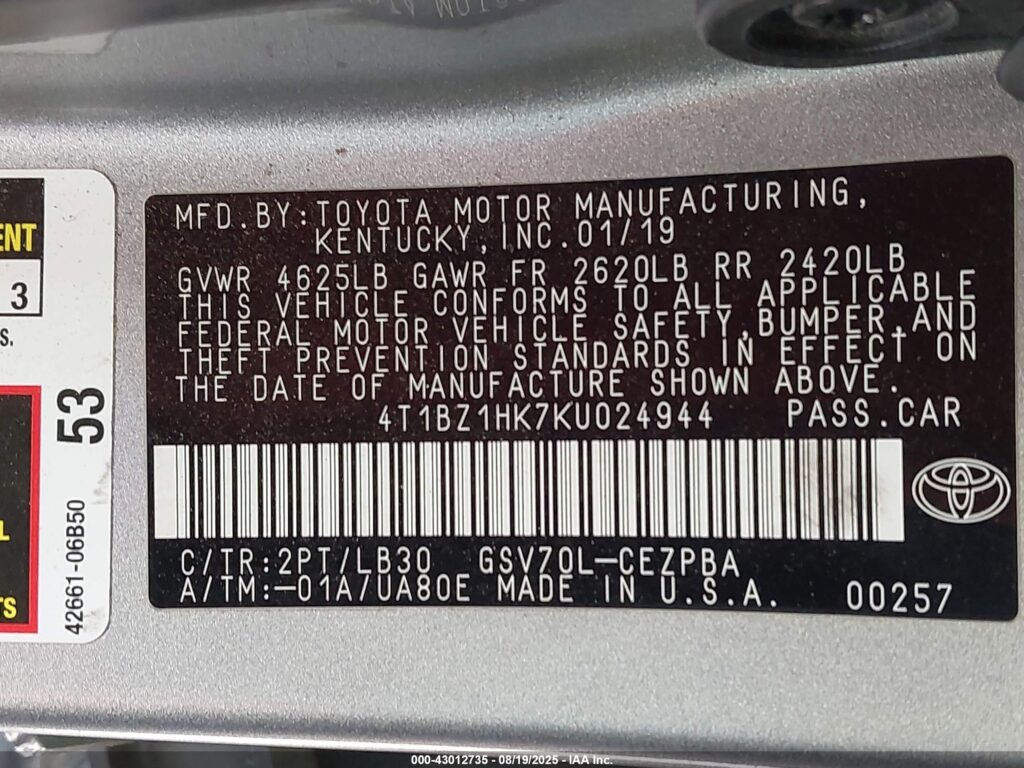 ENT
3
S.
53
42661-06B50
L
TS
MFD.BY:TOYOTA MOTOR MANUFACTURING,
KENTUCKY,INC.01/19
GVWR 4625LB GAWR FR 2620LB RR 2420LB
THIS VEHICLE CONFORMS TO ALL APPLICABLE
FEDERAL MOTOR VEHICLE SAFETY,BUMPER,AND
THEFT PREVENTION STANDARDS IN EFFECT ON
THE DATE OF MANUFACTURE SHOWN ABOVE.
4T1BZ1HK7KU024944 PASS.CAR
C/TR:2PT/LB30 GSV70L-CEZPBA
A/TM:-01A/UA80E MADE IN U.S.A. 00257
000-43012735 - 08/19/2025 - IAA Inc.